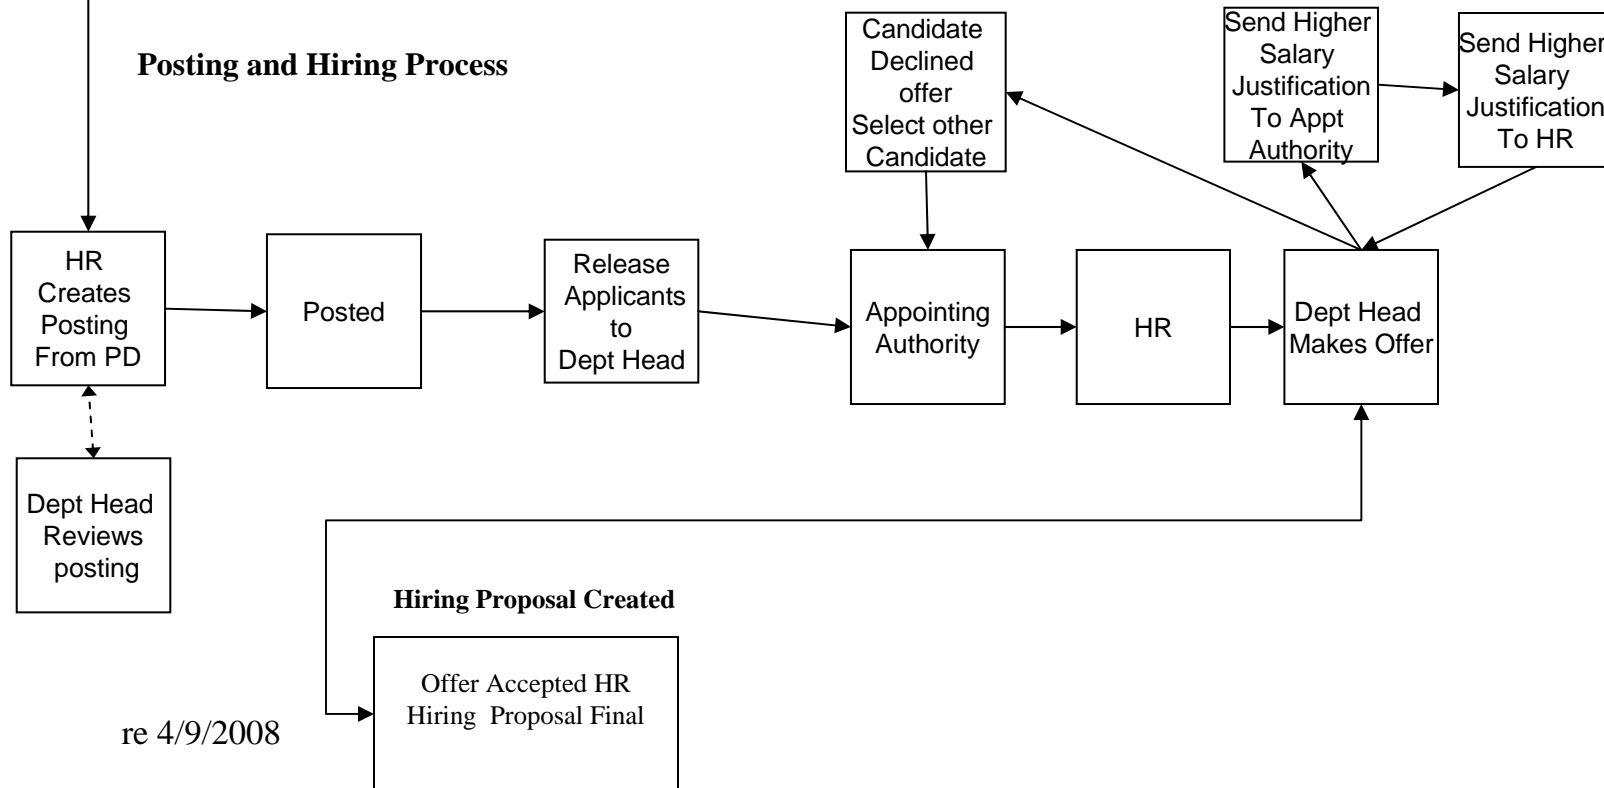 Posting and Hiring Process
Candidate
Declined
offer
Select other
Candidate
Send Higher
Salary
Justification
To Appt
Authority
Send Higher
Salary
Justification
To HR
HR
Creates
Posting
From PD
Posted
Release
Applicants
to
Dept Head
Appointing
Authority
HR
Dept Head
Makes Offer
Dept Head
Reviews
posting
Hiring Proposal Created
Offer Accepted HR
Hiring Proposal Final
re 4/9/2008